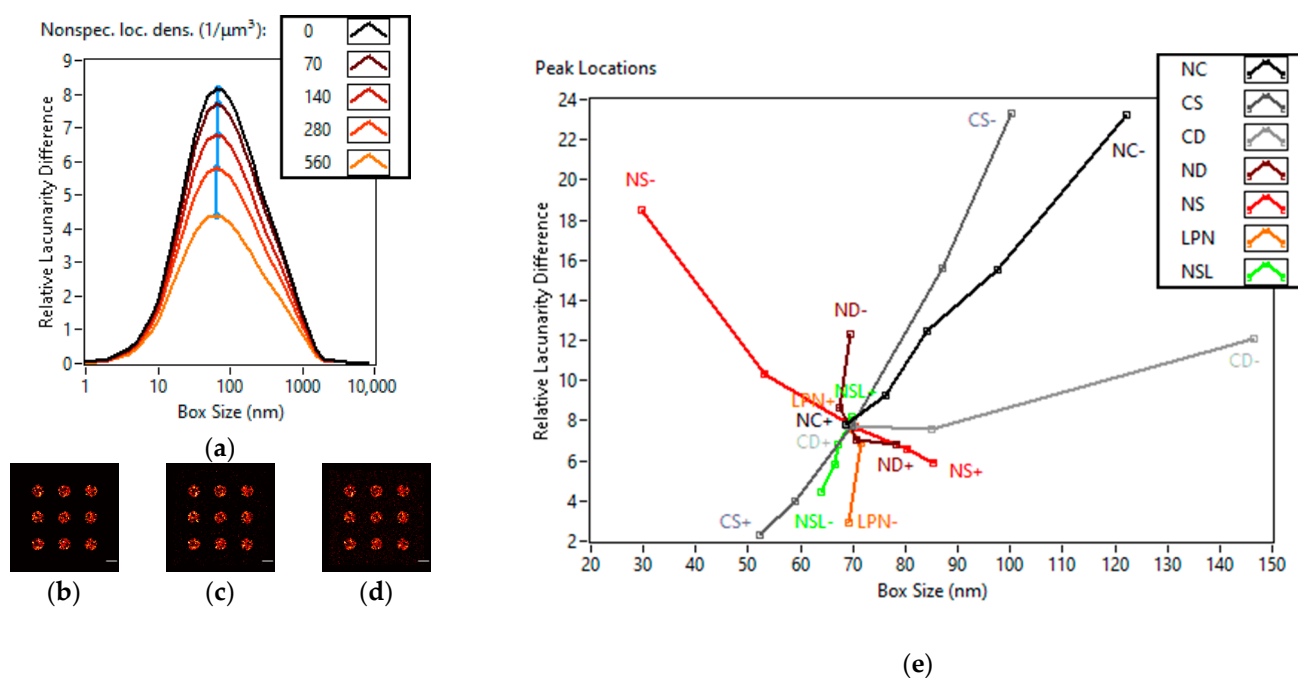 Nonspec. loc. dens. (1/µm³):
0
70
140
280
560
Relative Lacunarity Difference
9
8
7
6
5
4
3
2
1
0
1 10 100 1000 10,000
Box Size (nm)
(a)
(b) (c) (d)
Peak Locations
NC
CS
CD
ND
NS
LPN
NSL
Relative Lacunarity Difference
24
22
20
18
16
14
12
10
8
6
4
2
CS-
NC-
NS-
ND-
CD-
NSL+
LPN+
NC+
CD+
ND+
NS+
CS+
NSL-
LPN-
20 30 40 50 60 70 80 90 100 110 120 130 140 150
Box Size (nm)
(e)